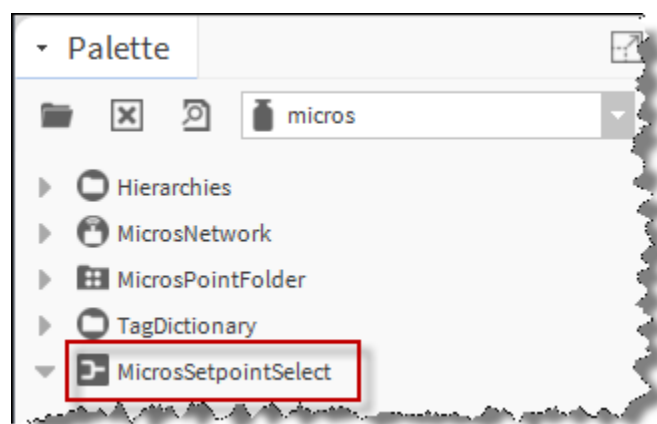 Palette
micros
Hierarchies
MicrosNetwork
MicrosPointFolder
TagDictionary
MicrosSetpointSelect